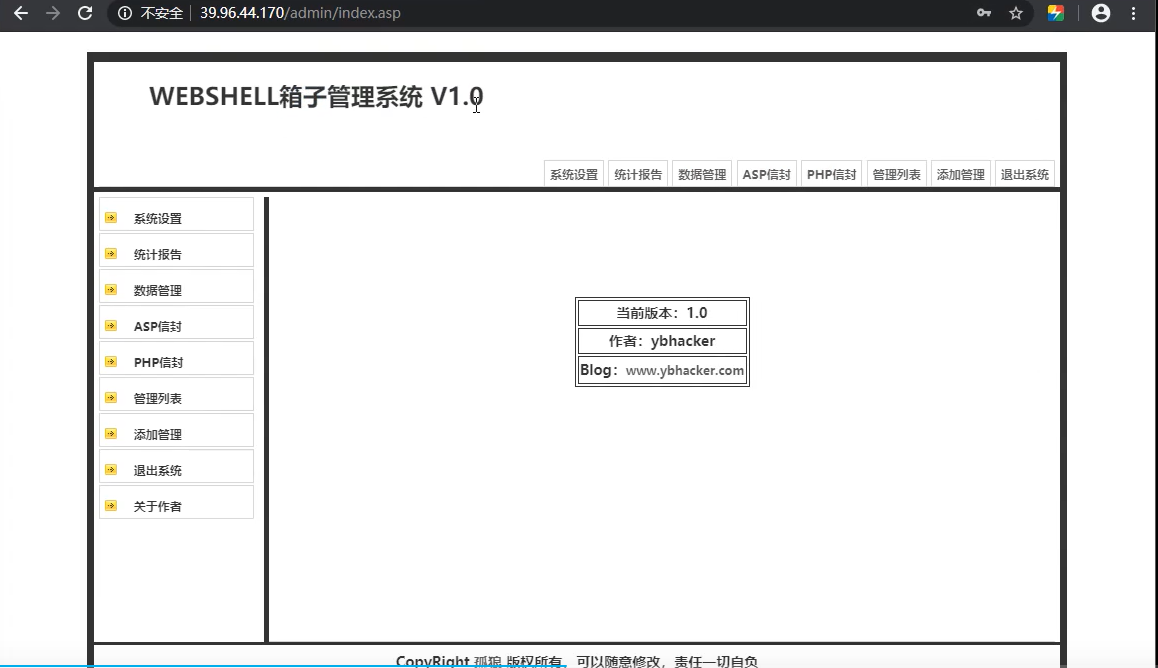 不安全 39.96.44.170/admin/index.asp
WEBSHELL箱子管理系统 V1.0
系统设置 统计报告 数据管理 ASP信封 PHP信封 管理列表 添加管理 退出系统
系统设置
统计报告
数据管理
ASP信封
PHP信封
管理列表
添加管理
退出系统
关于作者
当前版本：1.0
作者：ybhacker
Blog：www.ybhacker.com
CopyRight 孤狼 版权所有 可以随意修改，责任一切自负